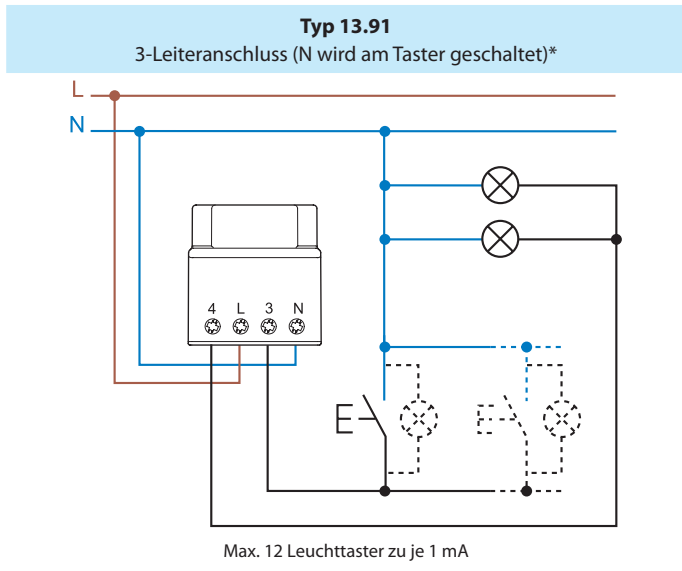 Typ 13.91
3-Leiteranschluss (N wird am Taster geschaltet)*
L
N
4 L 3 N
Max. 12 Leuchttaster zu je 1 mA